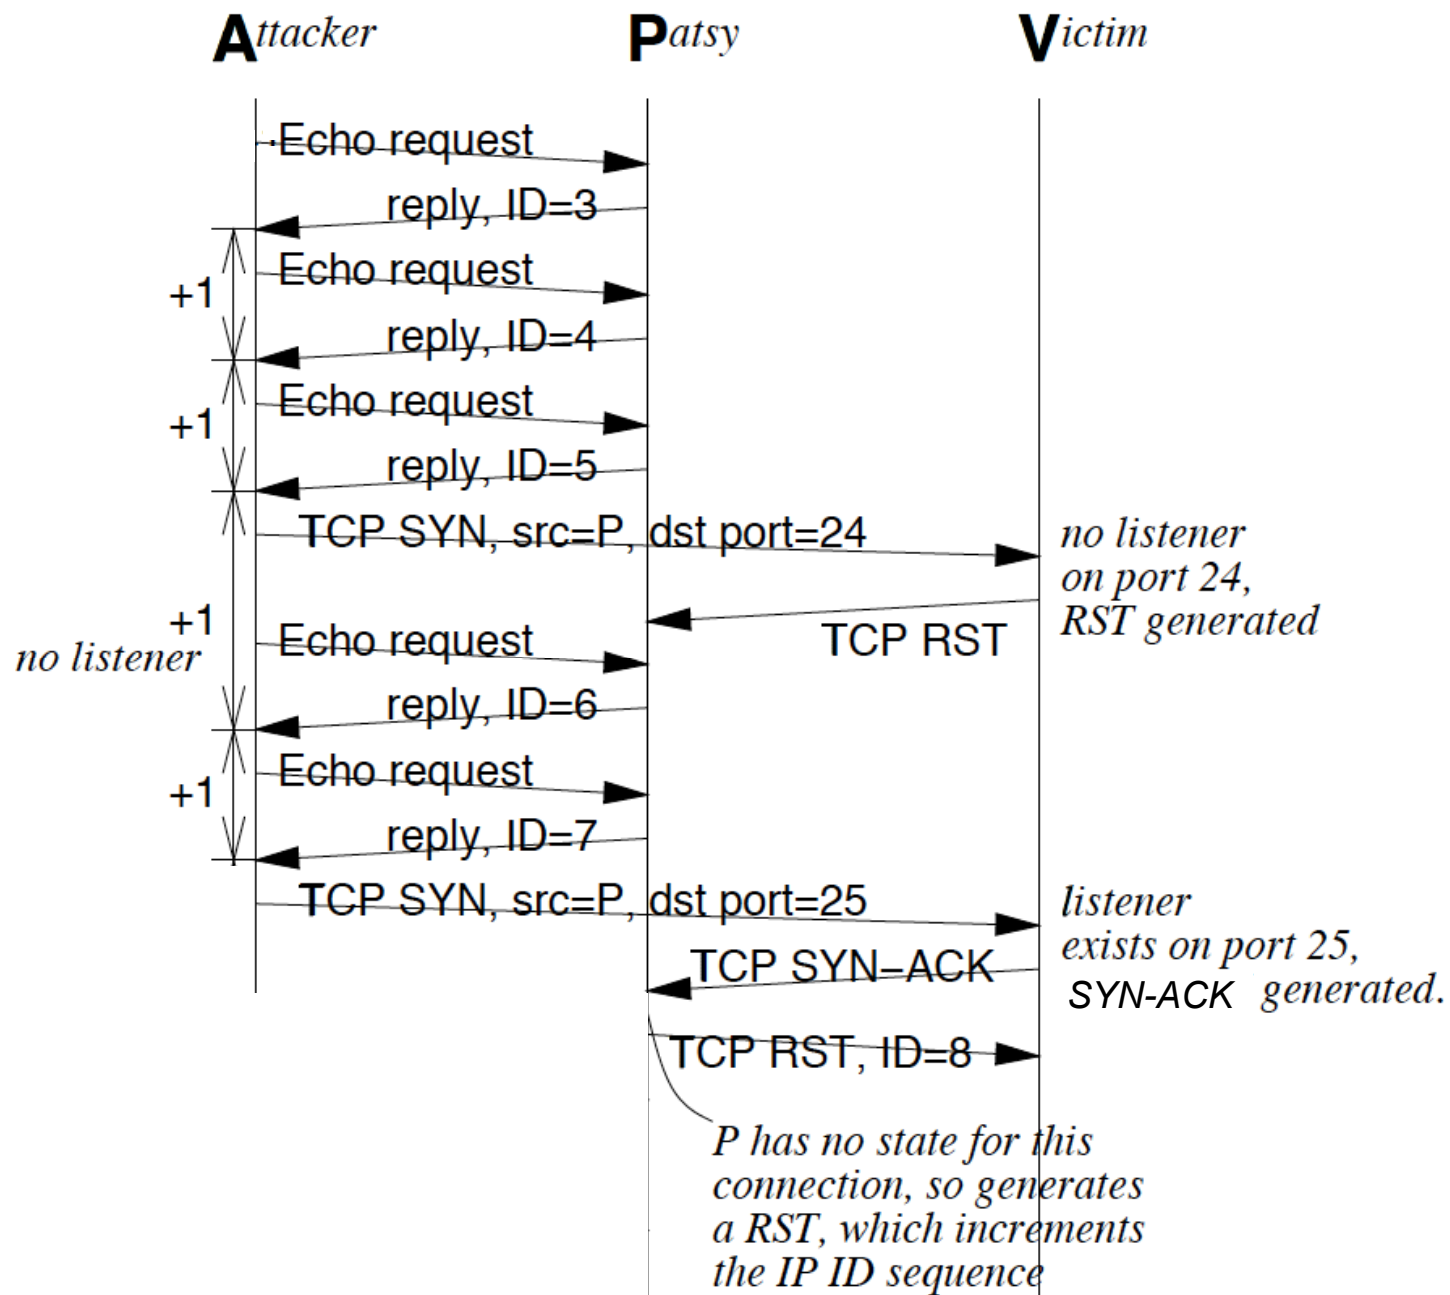 Attacker
Patsy
Victim
Echo request
reply, ID=3
+1
Echo request
reply, ID=4
+1
Echo request
reply, ID=5
TCP SYN, src=P, dst port=24
no listener
on port 24,
RST generated
TCP RST
+1
no listener
Echo request
reply, ID=6
+1
Echo request
reply, ID=7
TCP SYN, src=P, dst port=25
listener
exists on port 25,
SYN-ACK generated.
TCP SYN–ACK
TCP RST, ID=8
P has no state for this
connection, so generates
a RST, which increments
the IP ID sequence